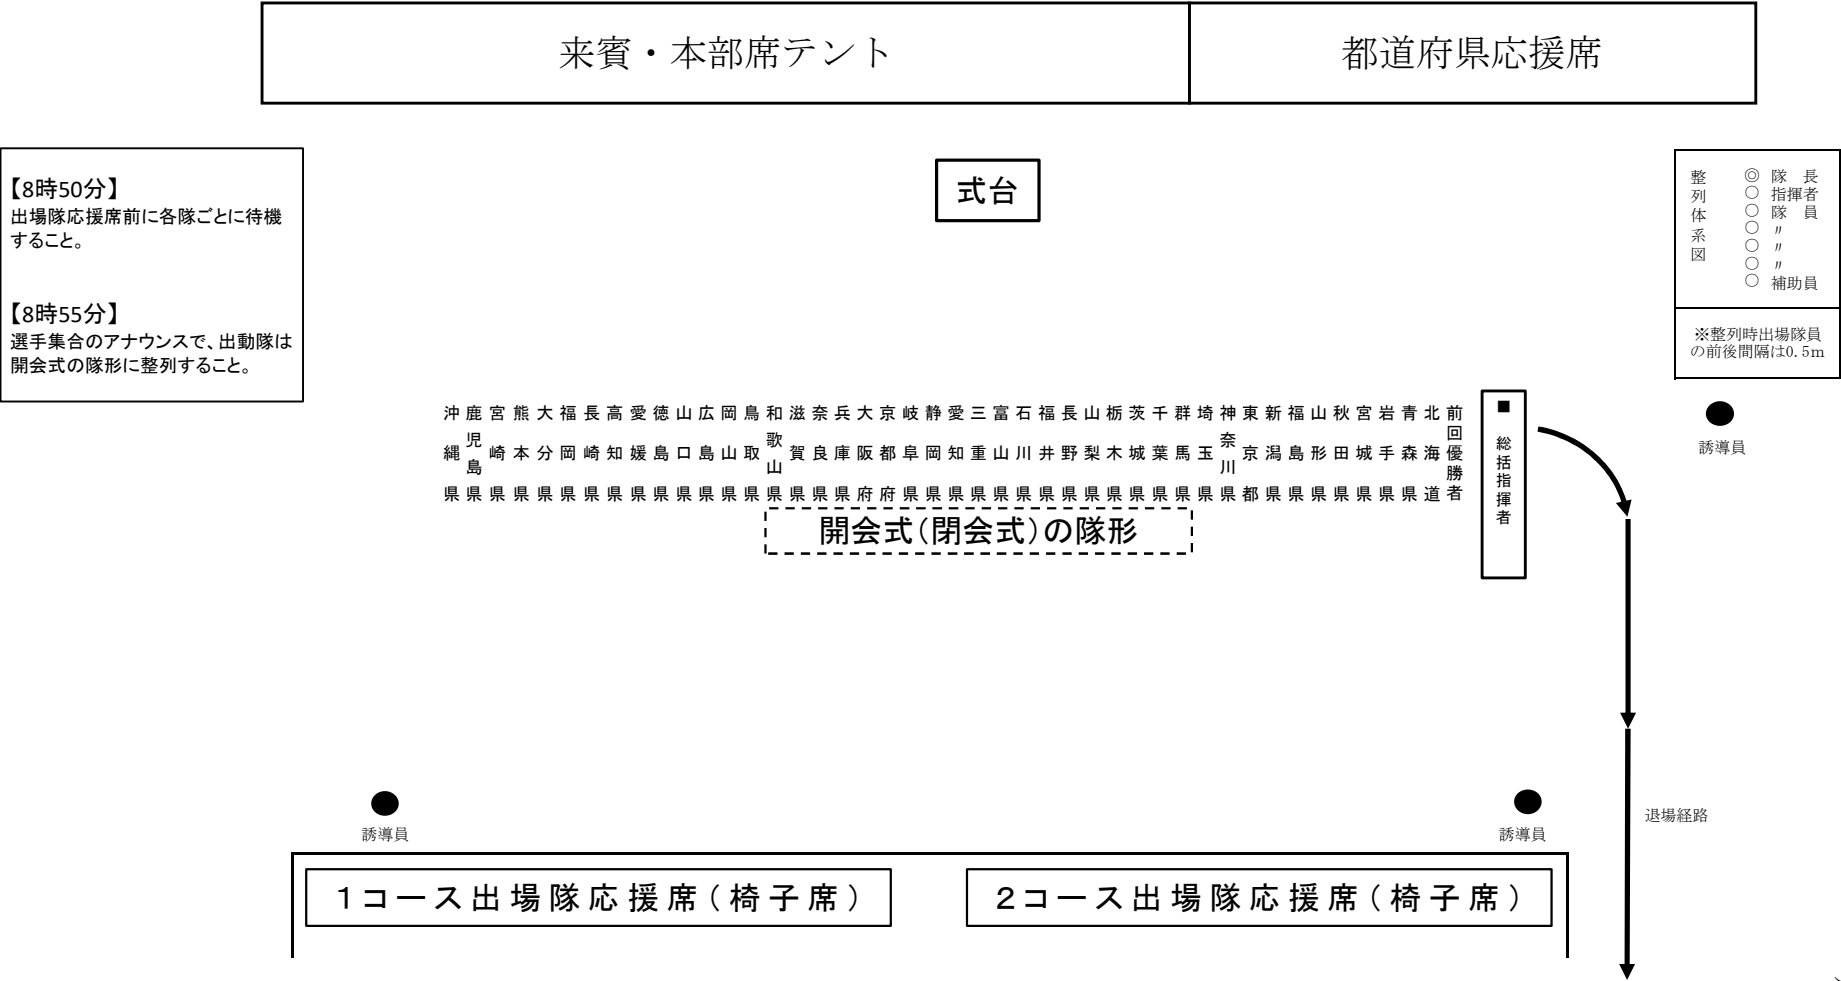 来賓・本部席テント
都道府県応援席
【8時50分】
出場隊応援席前に各隊ごとに待機
すること。
【8時55分】
選手集合のアナウンスで、出動隊は
開会式の隊形に整列すること。
式台
整列体系図
◎ 隊　長
○ 指揮者
○ 隊　員
○ 〃
○ 〃
○ 〃
○ 補助員
※整列時出場隊員
の前後間隔は0.5m
誘導員
■ 総括指揮者
前回優勝者
北海道
青森県
岩手県
宮城県
秋田県
山形県
福島県
新潟県
東京都
神奈川県
埼玉県
群馬県
千葉県
茨城県
栃木県
山梨県
長野県
福井県
石川県
富山県
三重県
愛知県
静岡県
岐阜県
京都府
大阪府
兵庫県
奈良県
滋賀県
和歌山県
鳥取県
岡山県
広島県
山口県
徳島県
愛媛県
高知県
長崎県
福岡県
大分県
熊本県
宮崎県
鹿児島県
沖縄県
開会式(閉会式)の隊形
誘導員
誘導員
退場経路
１コース出場隊応援席(椅子席)
２コース出場隊応援席(椅子席)